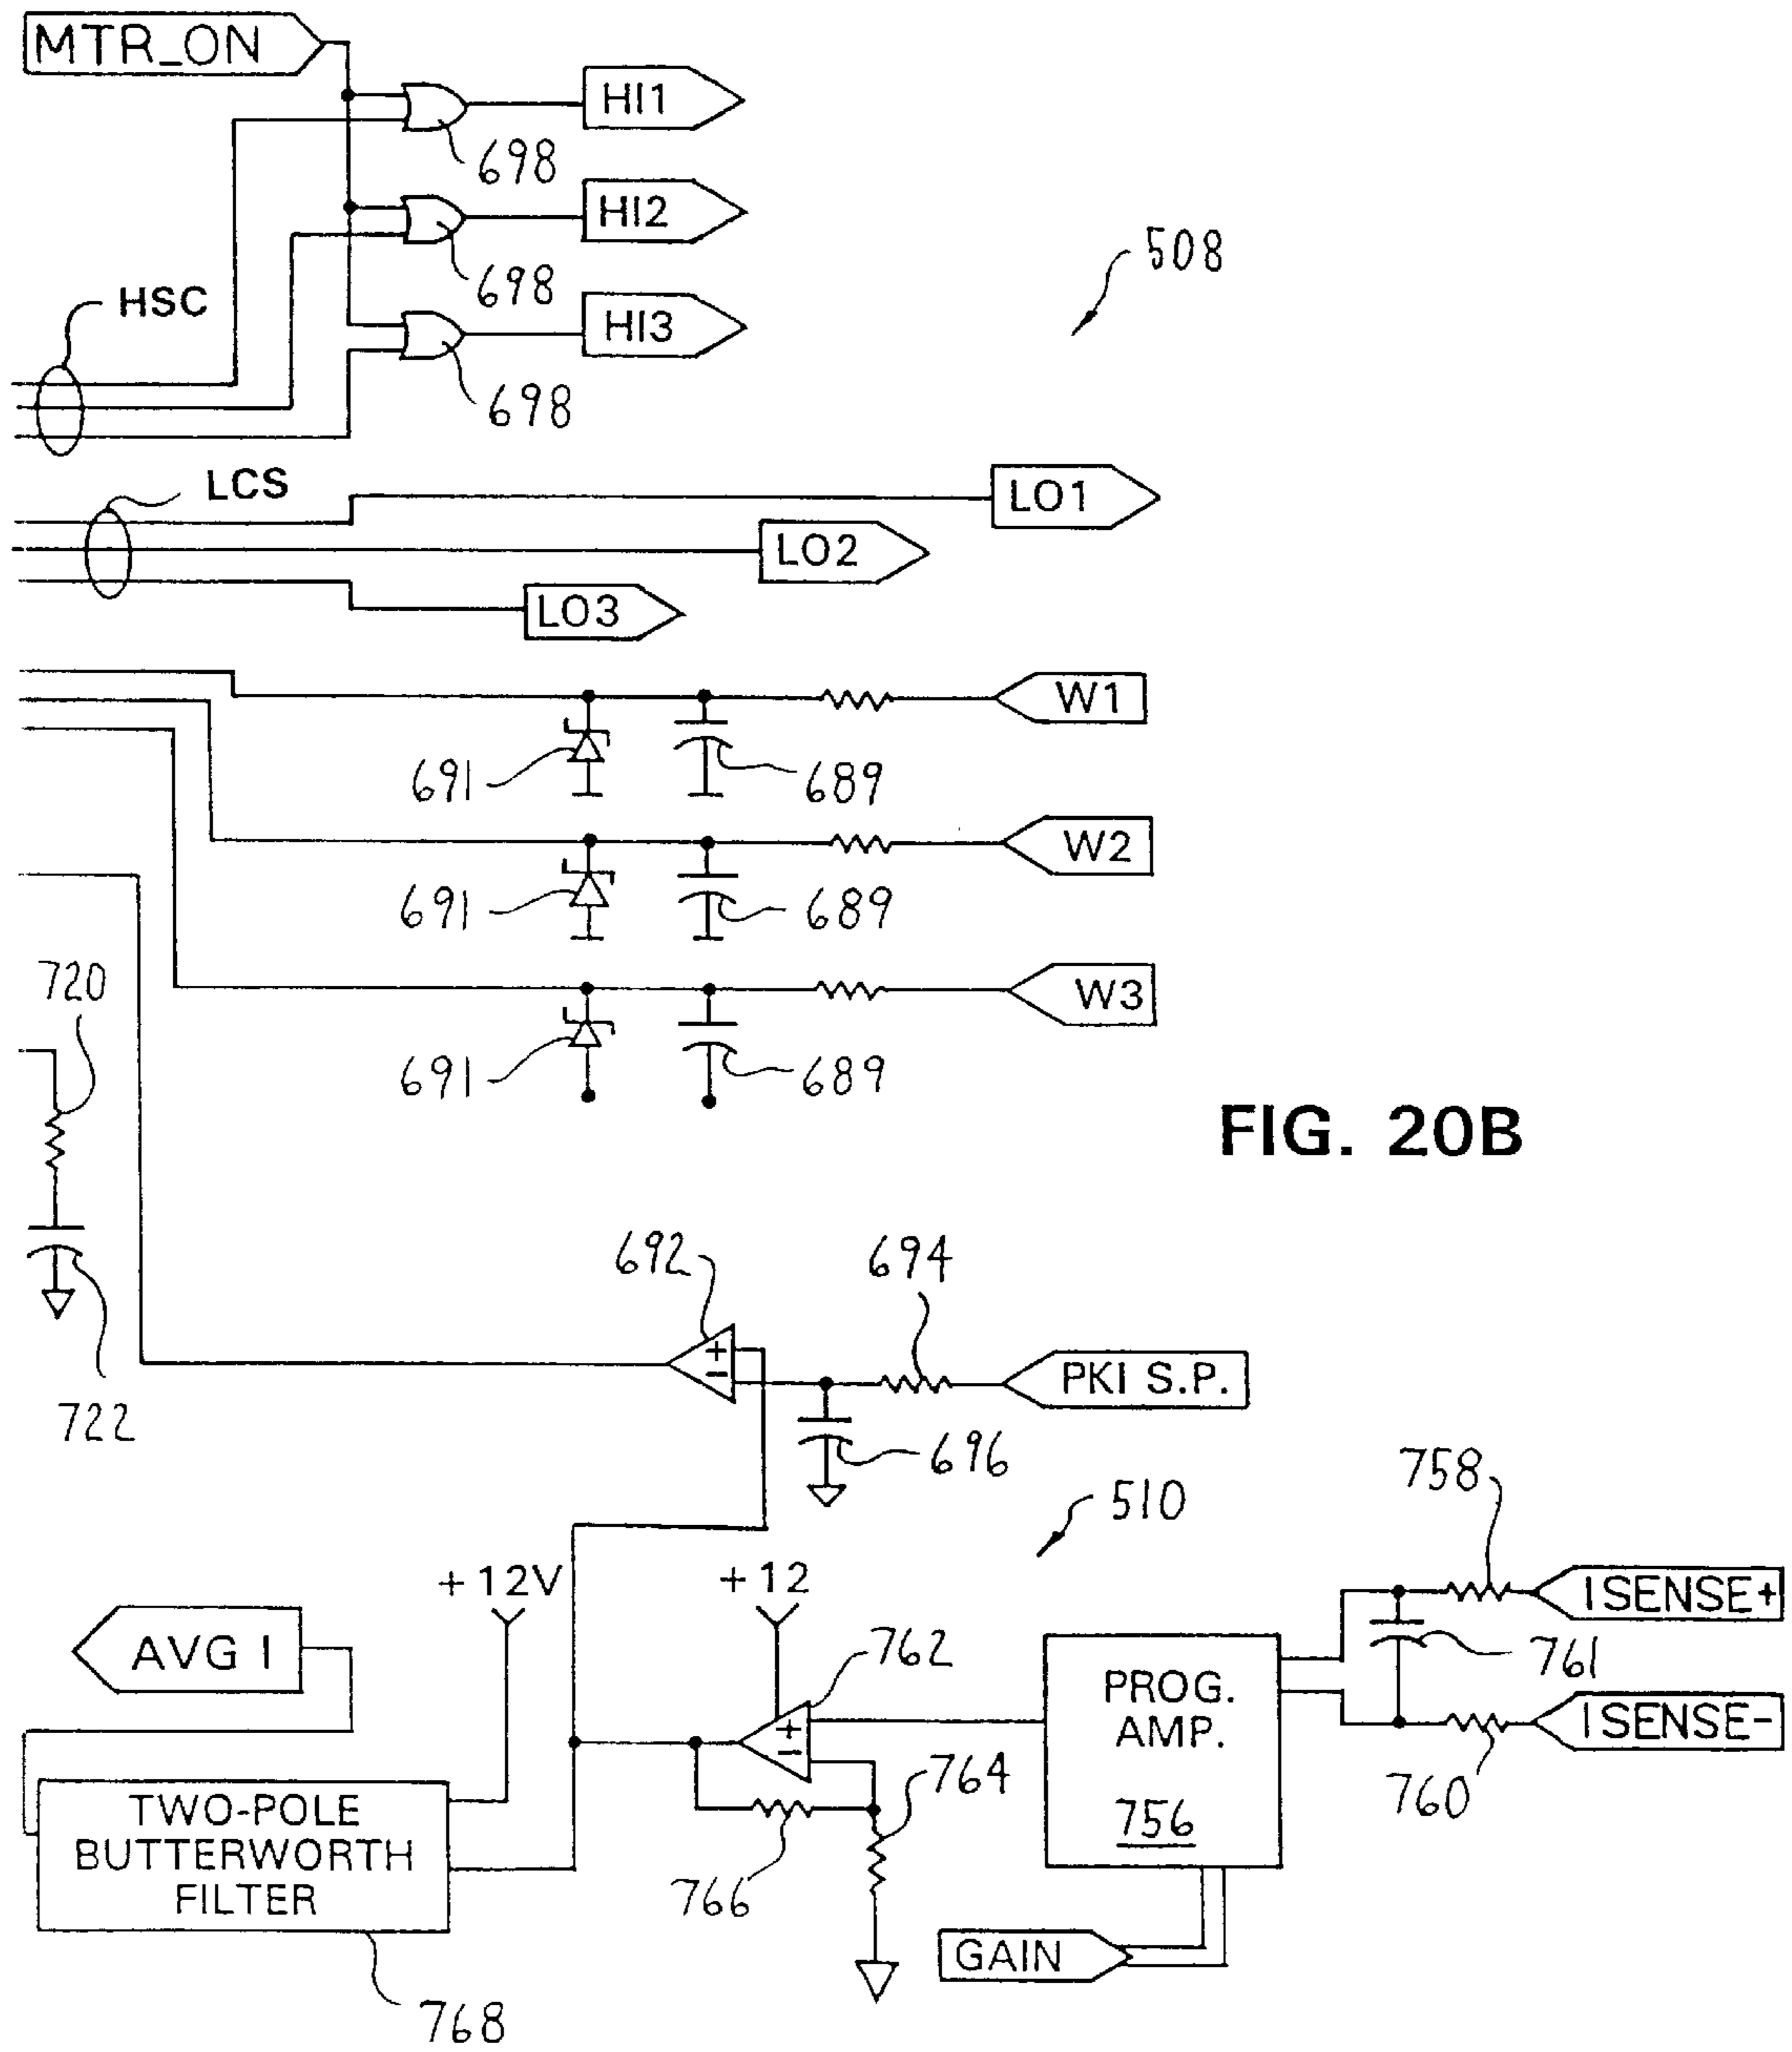 MTR_ON
HI1
698
HI2
698
508
HSC
HI3
698
LCS
LO1
LO2
LO3
W1
691
689
W2
691
689
720
W3
691
689
FIG. 20B
692
694
+
−
PKI S.P.
722
696
758
510
+12V
+12
ISENSE+
AVG I
762
761
PROG.
AMP.
+
−
ISENSE-
764
760
TWO-POLE
BUTTERWORTH
FILTER
756
766
GAIN
768